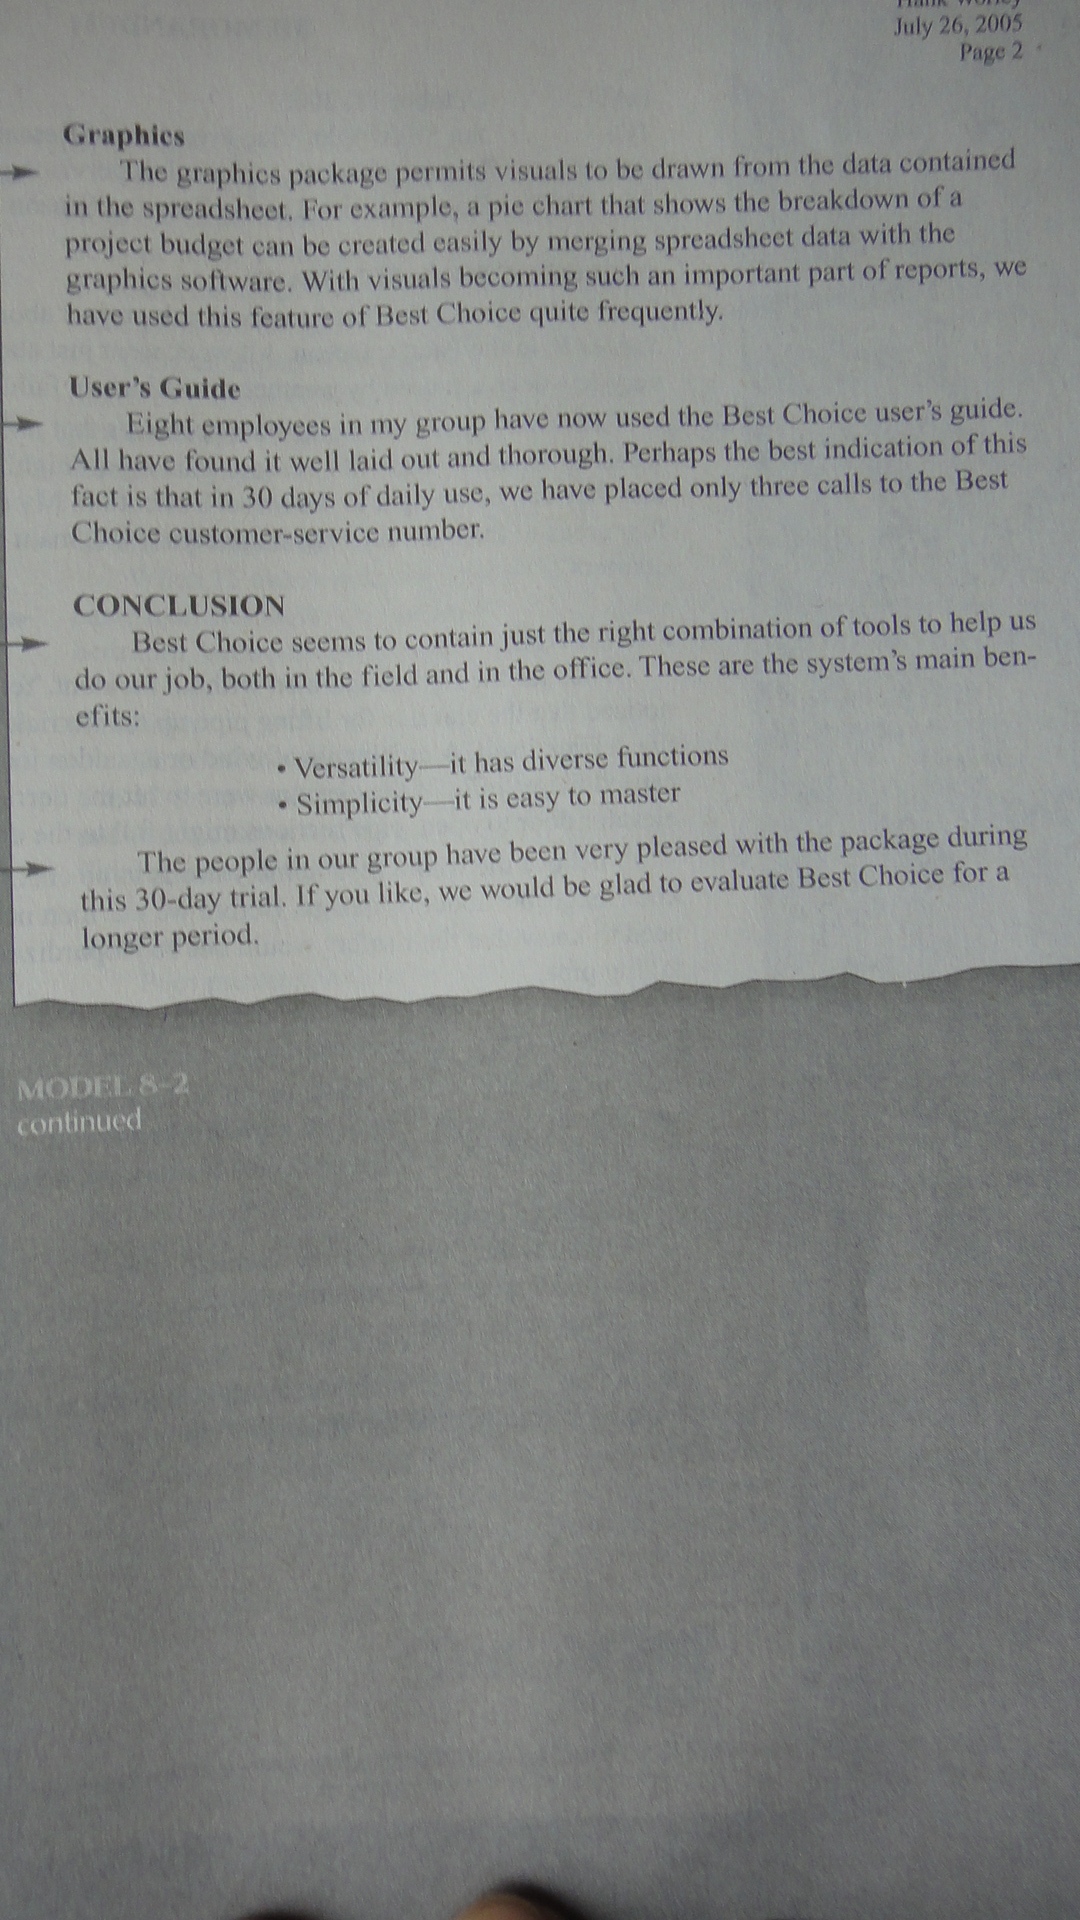 July 26, 2005
Page 2
Graphics
The graphics package permits visuals to be drawn from the data contained
in the spreadsheet. For example, a pie chart that shows the breakdown of a
project budget can be created easily by merging spreadsheet data with the
graphics software. With visuals becoming such an important part of reports, we
have used this feature of Best Choice quite frequently.
User's Guide
Eight employees in my group have now used the Best Choice user's guide.
All have found it well laid out and thorough. Perhaps the best indication of this
fact is that in 30 days of daily use, we have placed only three calls to the Best
Choice customer-service number.
CONCLUSION
Best Choice seems to contain just the right combination of tools to help us
do our job, both in the field and in the office. These are the system's main ben-
efits:
• Versatility—it has diverse functions
• Simplicity—it is easy to master
The people in our group have been very pleased with the package during
this 30-day trial. If you like, we would be glad to evaluate Best Choice for a
longer period.
MODEL 8-2
continued